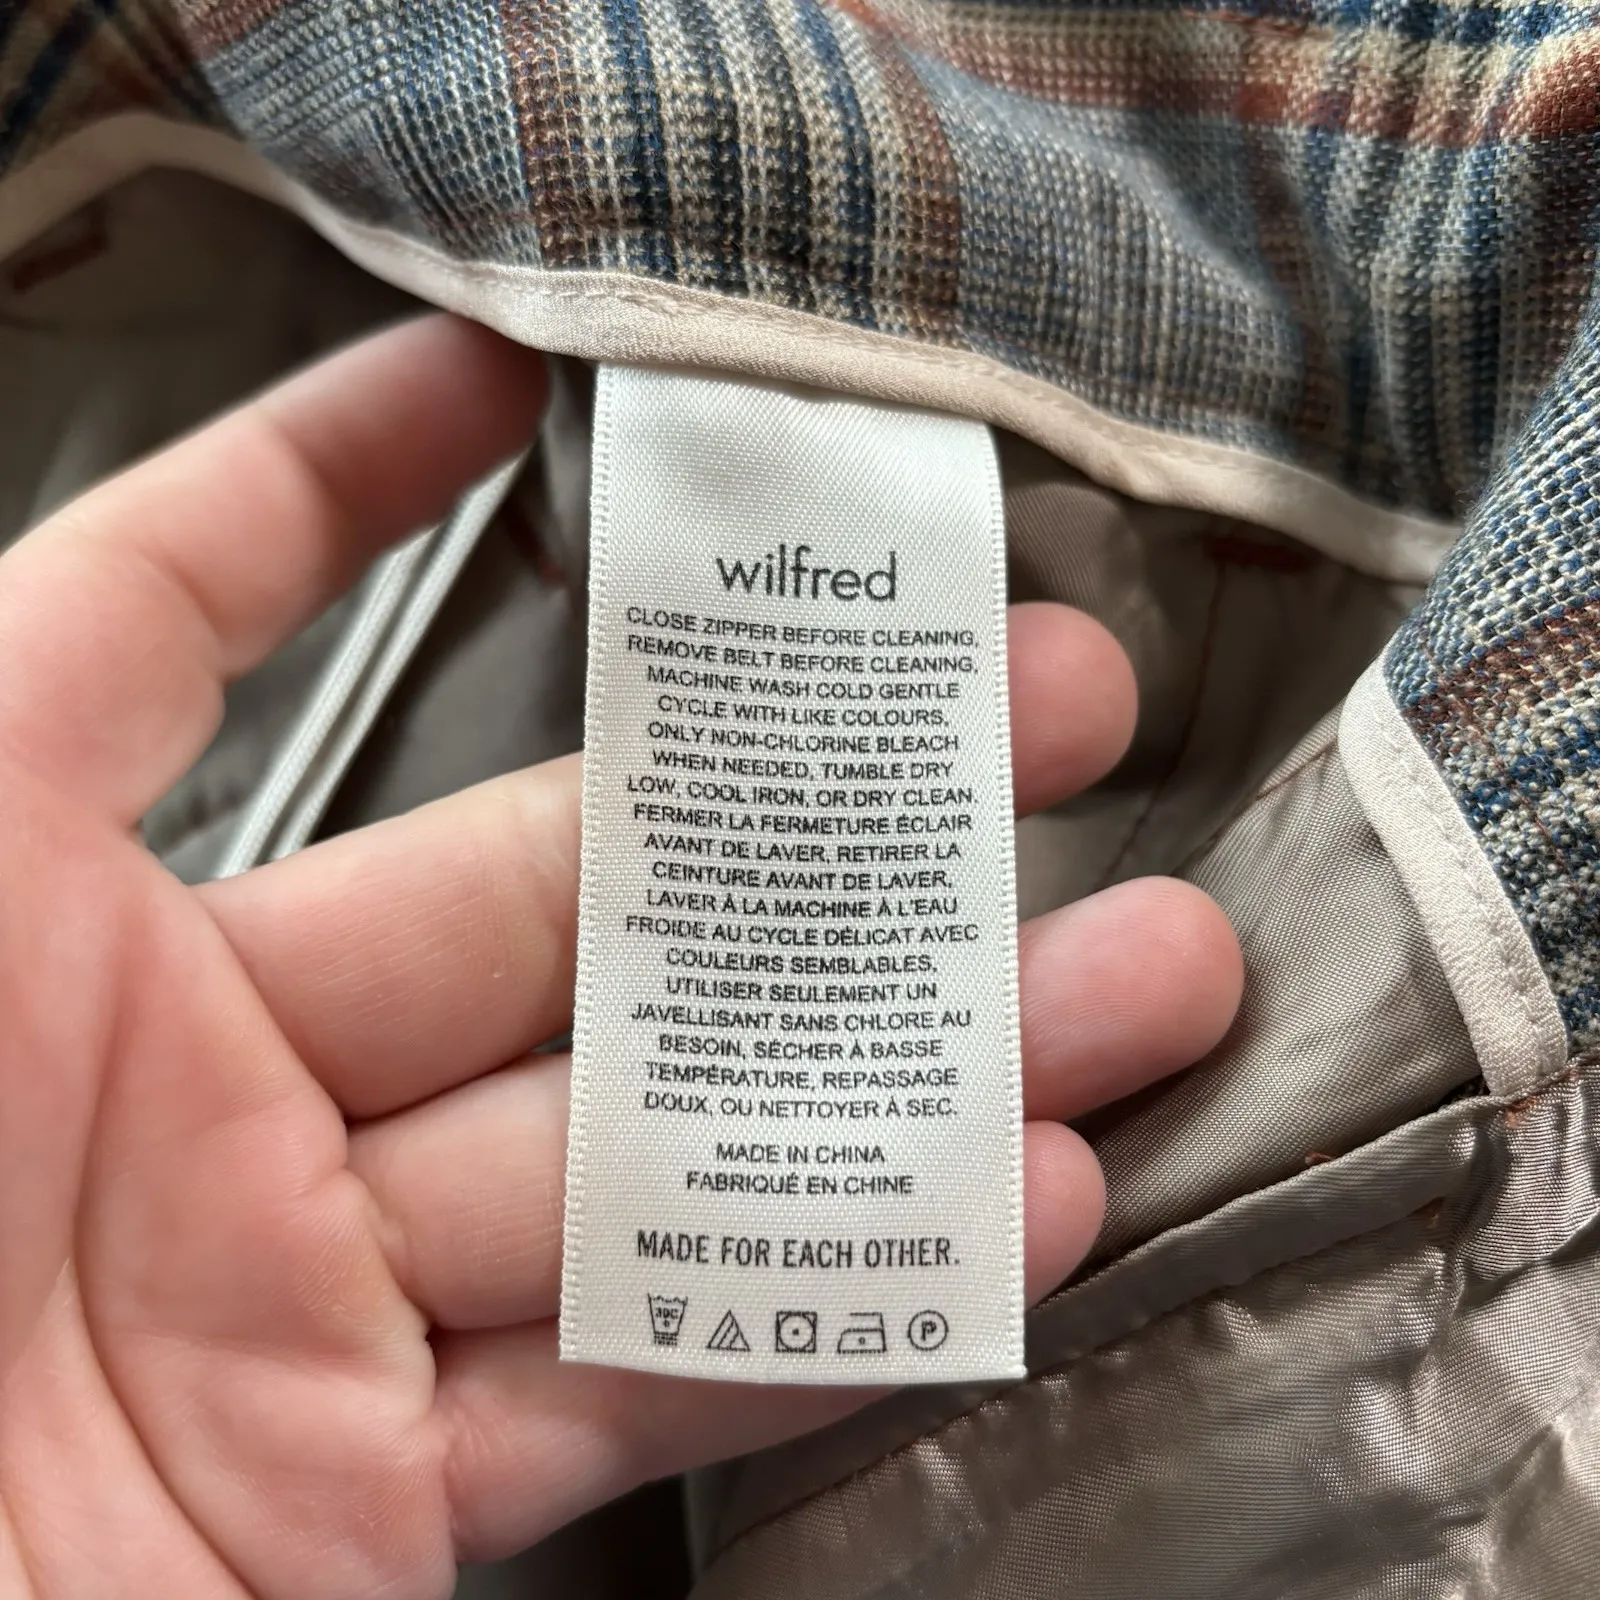 wilfred
CLOSE ZIPPER BEFORE CLEANING,
REMOVE BELT BEFORE CLEANING,
MACHINE WASH COLD GENTLE
CYCLE WITH LIKE COLOURS,
ONLY NON-CHLORINE BLEACH
WHEN NEEDED, TUMBLE DRY
LOW, COOL IRON, OR DRY CLEAN.
FERMER LA FERMETURE ÉCLAIR
AVANT DE LAVER, RETIRER LA
CEINTURE AVANT DE LAVER,
LAVER À LA MACHINE À L'EAU
FROIDE AU CYCLE DÉLICAT AVEC
COULEURS SEMBLABLES,
UTILISER SEULEMENT UN
JAVELLISANT SANS CHLORE AU
BESOIN, SÉCHER À BASSE
TEMPÉRATURE, REPASSAGE
DOUX, OU NETTOYER À SEC.
MADE IN CHINA
FABRIQUÉ EN CHINE
MADE FOR EACH OTHER.
30C P